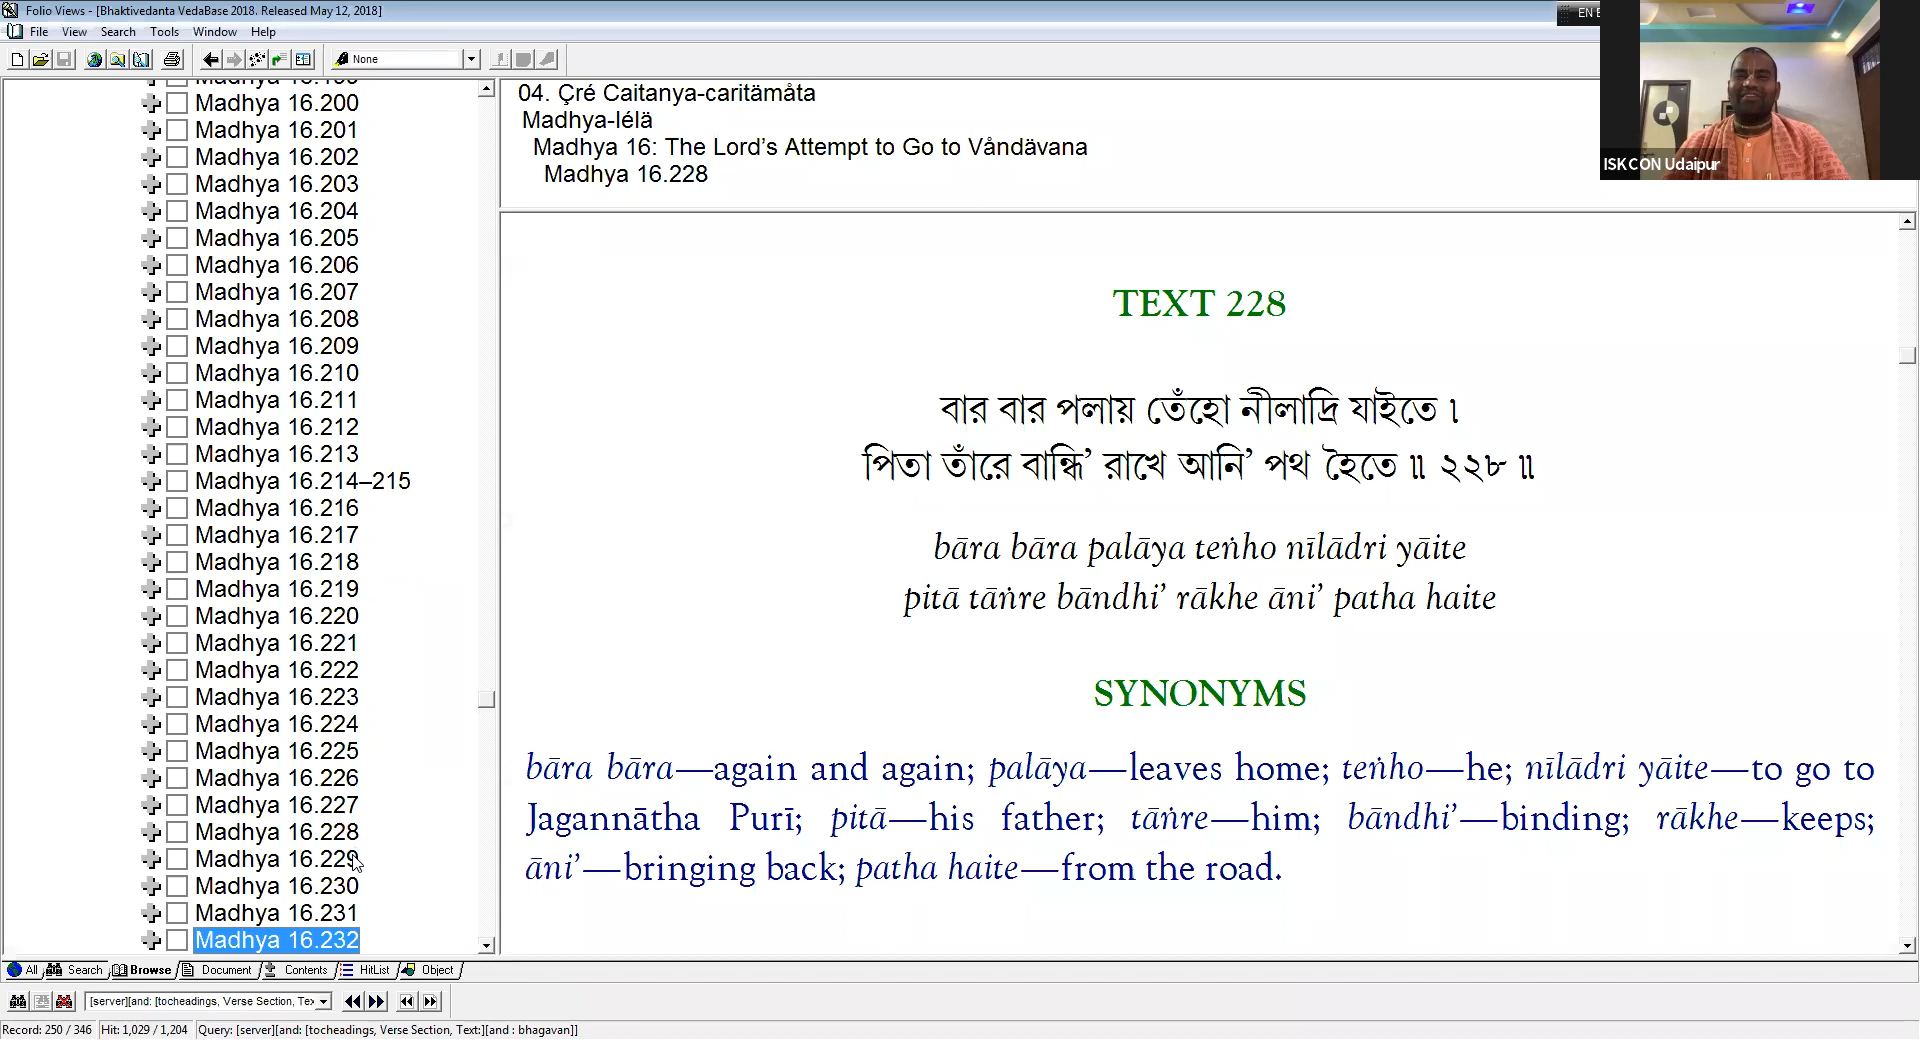 Folio Views - [Bhaktivedanta VedaBase 2018. Released May 12, 2018]
EN
File View Search Tools Window Help
None
Madhya 16.200
Madhya 16.201
Madhya 16.202
Madhya 16.203
Madhya 16.204
Madhya 16.205
Madhya 16.206
Madhya 16.207
Madhya 16.208
Madhya 16.209
Madhya 16.210
Madhya 16.211
Madhya 16.212
Madhya 16.213
Madhya 16.214–215
Madhya 16.216
Madhya 16.217
Madhya 16.218
Madhya 16.219
Madhya 16.220
Madhya 16.221
Madhya 16.222
Madhya 16.223
Madhya 16.224
Madhya 16.225
Madhya 16.226
Madhya 16.227
Madhya 16.228
Madhya 16.229
Madhya 16.230
Madhya 16.231
Madhya 16.232
04. Çré Caitanya-caritämåta
Madhya-lélä
Madhya 16: The Lord’s Attempt to Go to Våndävana
Madhya 16.228
ISKCON Udaipur
TEXT 228
বার বার পলায় তেঁহো নীলাদ্রি যাইতে ৷
পিতা তাঁরে বান্ধি’ রাখে আনি’ পথ হৈতে ॥ ২২৮ ॥
bāra bāra palāya teṅho nīlādri yāite
pitā tāṅre bāndhi’ rākhe āni’ patha haite
SYNONYMS
bāra bāra—again and again; palāya—leaves home; teṅho—he; nīlādri yāite—to go to
Jagannātha Purī; pitā—his father; tāṅre—him; bāndhi’—binding; rākhe—keeps;
āni’—bringing back; patha haite—from the road.
All Search Browse Document Contents HitList Object
[server][and: [tocheadings, Verse Section, Tex
Record: 250 / 346 Hit: 1,029 / 1,204 Query: [server][and: [tocheadings, Verse Section, Text:][and : bhagavan]]